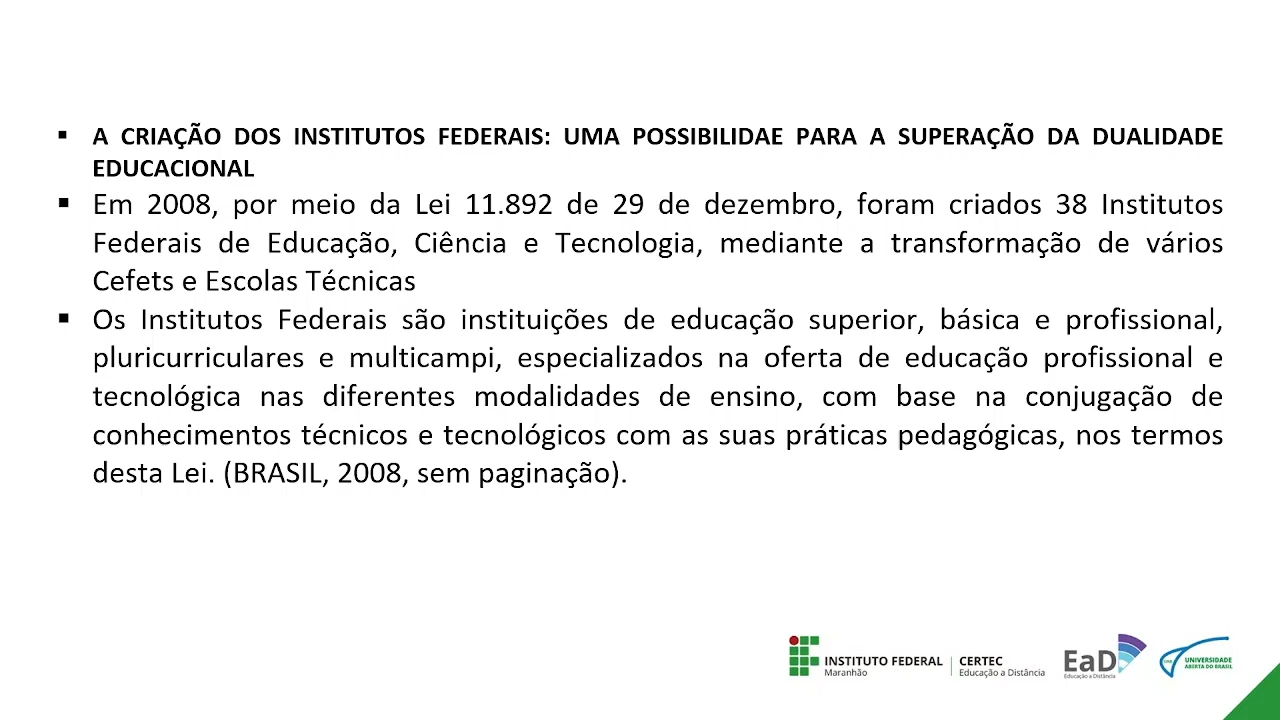 ▪ A CRIAÇÃO DOS INSTITUTOS FEDERAIS: UMA POSSIBILIDAE PARA A SUPERAÇÃO DA DUALIDADE
EDUCACIONAL
▪ Em 2008, por meio da Lei 11.892 de 29 de dezembro, foram criados 38 Institutos
Federais de Educação, Ciência e Tecnologia, mediante a transformação de vários
Cefets e Escolas Técnicas
▪ Os Institutos Federais são instituições de educação superior, básica e profissional,
pluricurriculares e multicampi, especializados na oferta de educação profissional e
tecnológica nas diferentes modalidades de ensino, com base na conjugação de
conhecimentos técnicos e tecnológicos com as suas práticas pedagógicas, nos termos
desta Lei. (BRASIL, 2008, sem paginação).
INSTITUTO FEDERAL
Maranhão
CERTEC
Educação a Distância
EaD
Educação a Distância
UAB
UNIVERSIDADE
ABERTA DO BRASIL